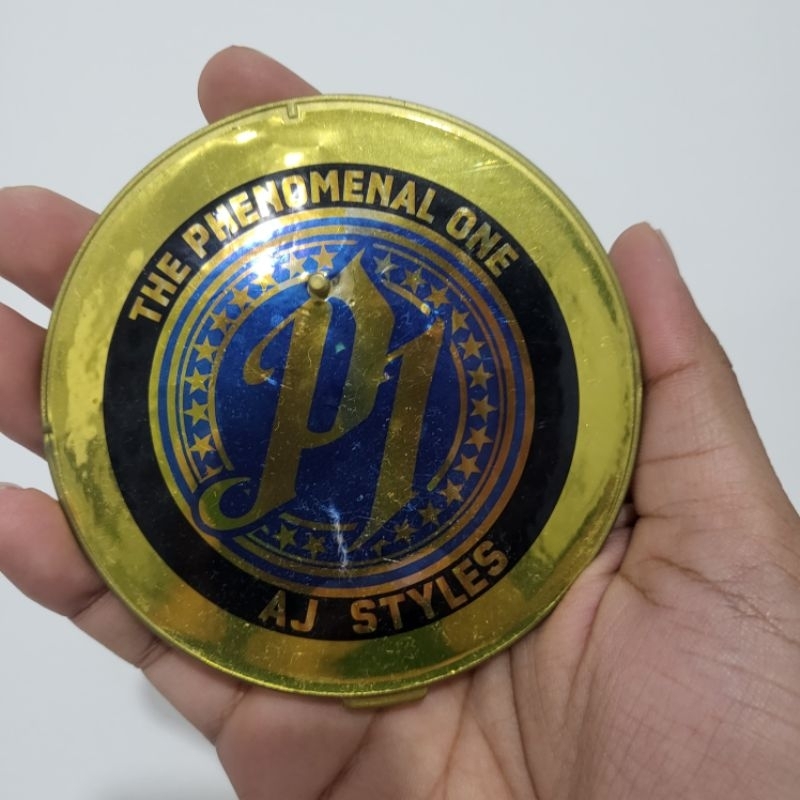 THE PHENOMENAL ONE
P1
AJ STYLES